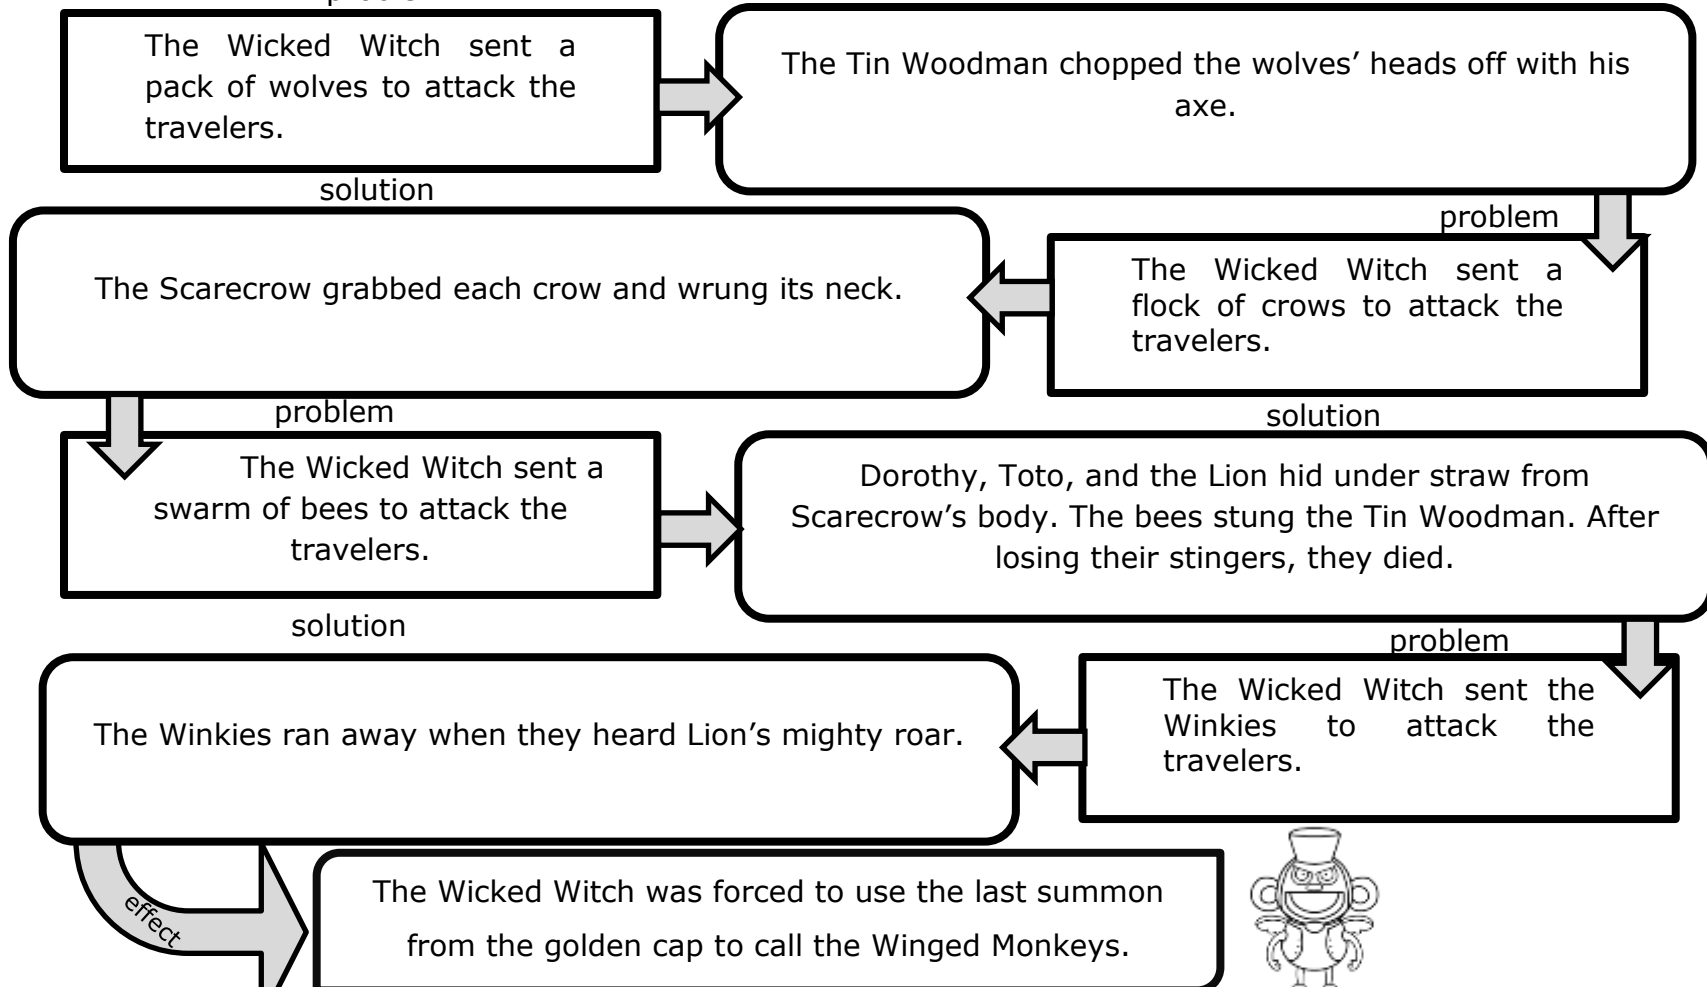 The Wicked Witch sent a
pack of wolves to attack the
travelers.
The Tin Woodman chopped the wolves’ heads off with his
axe.
solution
problem
The Scarecrow grabbed each crow and wrung its neck.
The Wicked Witch sent a
flock of crows to attack the
travelers.
problem
solution
The Wicked Witch sent a
swarm of bees to attack the
travelers.
Dorothy, Toto, and the Lion hid under straw from
Scarecrow’s body. The bees stung the Tin Woodman. After
losing their stingers, they died.
solution
problem
The Winkies ran away when they heard Lion’s mighty roar.
The Wicked Witch sent the
Winkies to attack the
travelers.
effect
The Wicked Witch was forced to use the last summon
from the golden cap to call the Winged Monkeys.